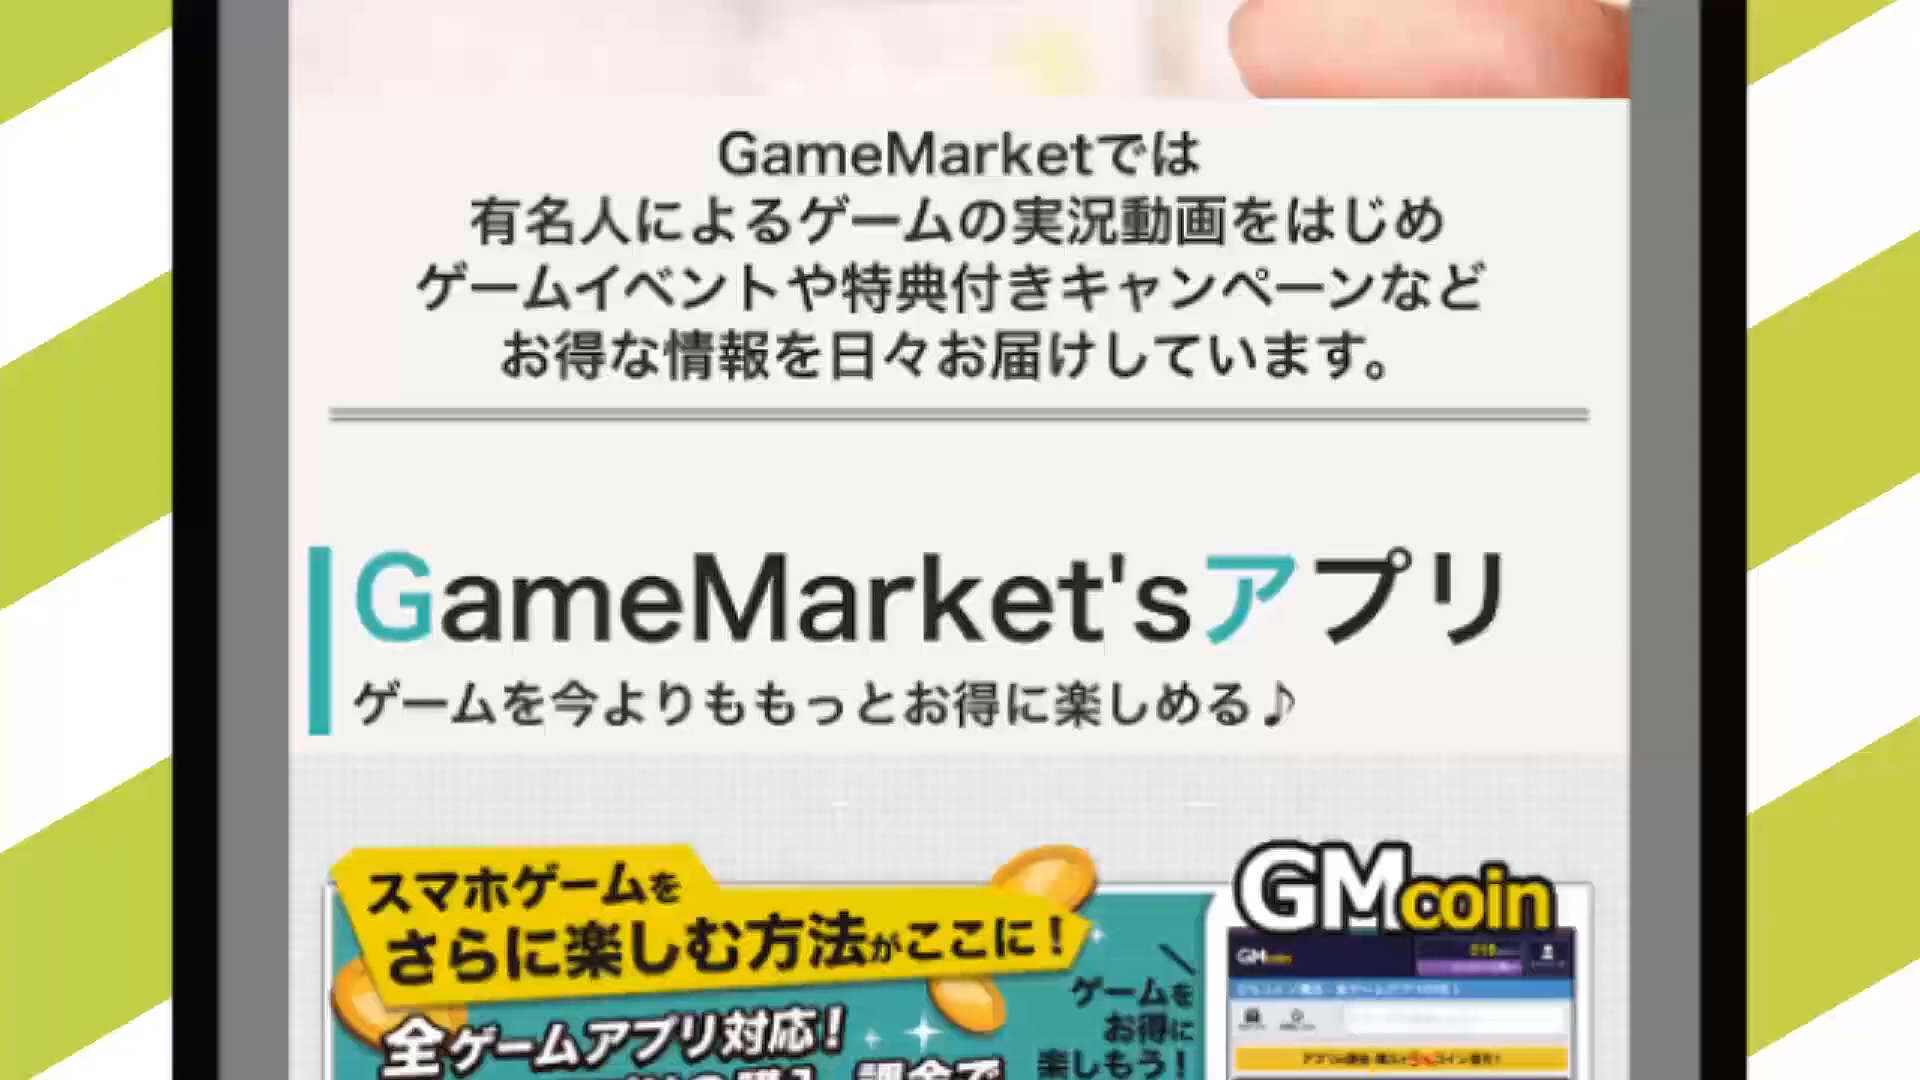 GameMarketでは
有名人によるゲームの実況動画をはじめ
ゲームイベントや特典付きキャンペーンなど
お得な情報を日々お届けしています。
GameMarket'sアプリ
ゲームを今よりももっとお得に楽しめる♪
スマホゲームを
さらに楽しむ方法がここに！
GMcoin
GMcoin
全ゲームアプリ対応！
ゲームを
お得に
楽しもう！
課金で